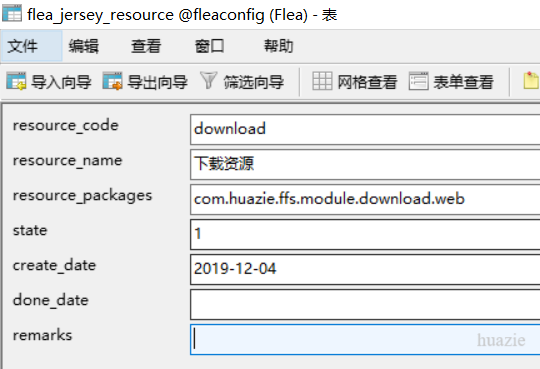 flea_jersey_resource @fleaconfig (Flea) - 表
文件 编辑 查看 窗口 帮助
导入向导 导出向导 筛选向导 网格查看 表单查看
resource_code download
resource_name 下载资源
resource_packages com.huazie.ffs.module.download.web
state 1
create_date 2019-12-04
done_date
remarks
huazie